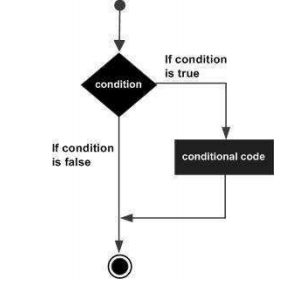 If condition
is true
condition
If condition
is false
conditional code